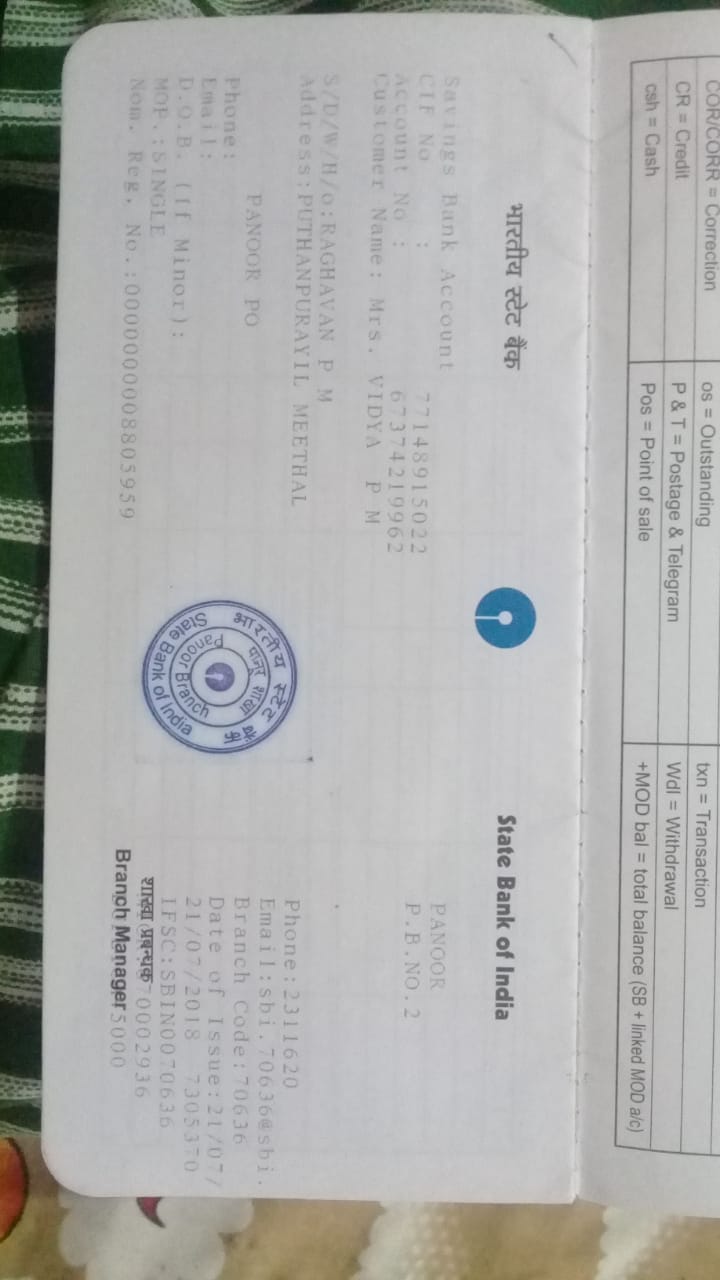 COR/CORR = Correction os = Outstanding txn = Transaction
CR = Credit P & T = Postage & Telegram Wdl = Withdrawal
csh = Cash Pos = Point of sale +MOD bal = total balance (SB + linked MOD a/c)
भारतीय स्टेट बैंक State Bank of India
Savings Bank Account
CIF No : 77148915022
Account No : 67374219962
Customer Name: Mrs. VIDYA P M
S/D/W/H/o:RAGHAVAN P M
Address:PUTHANPURAYIL MEETHAL
PANOOR PO
Phone:
Email:
D.O.B. (If Minor):
MOP.:SINGLE
Nom. Reg. No.:0000000008805959
PANOOR
P.B.NO.2
Phone:2311620
Email:sbi.70636@sbi.
Branch Code:70636
Date of Issue:21/07/
21/07/2018 7305370
IFSC:SBIN0070636
शाखा प्रबन्धक 70002936
Branch Manager 5000
भारतीय स्टेट बैंक
State Bank of India
शाखा
Panoor Branch